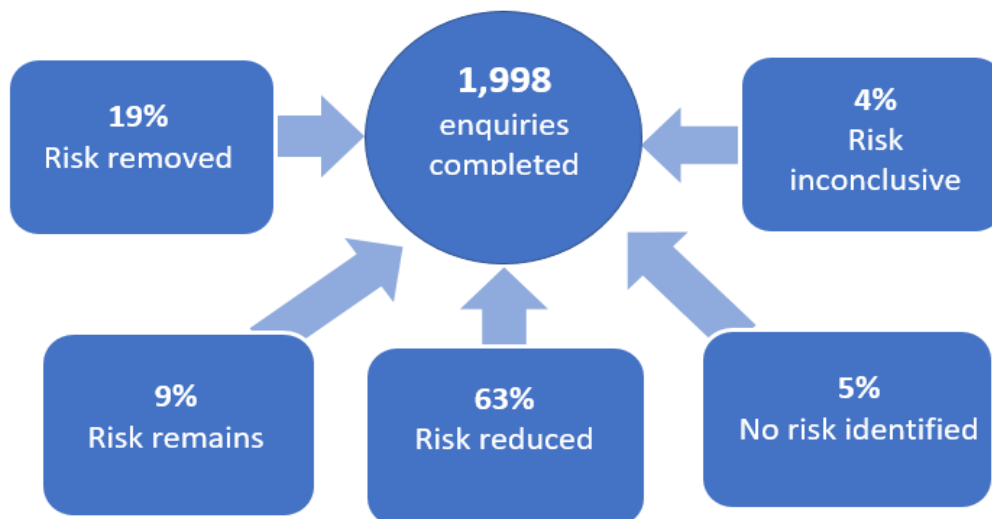 1,998
enquiries
completed
19%
Risk removed
4%
Risk
inconclusive
9%
Risk remains
63%
Risk reduced
5%
No risk identified